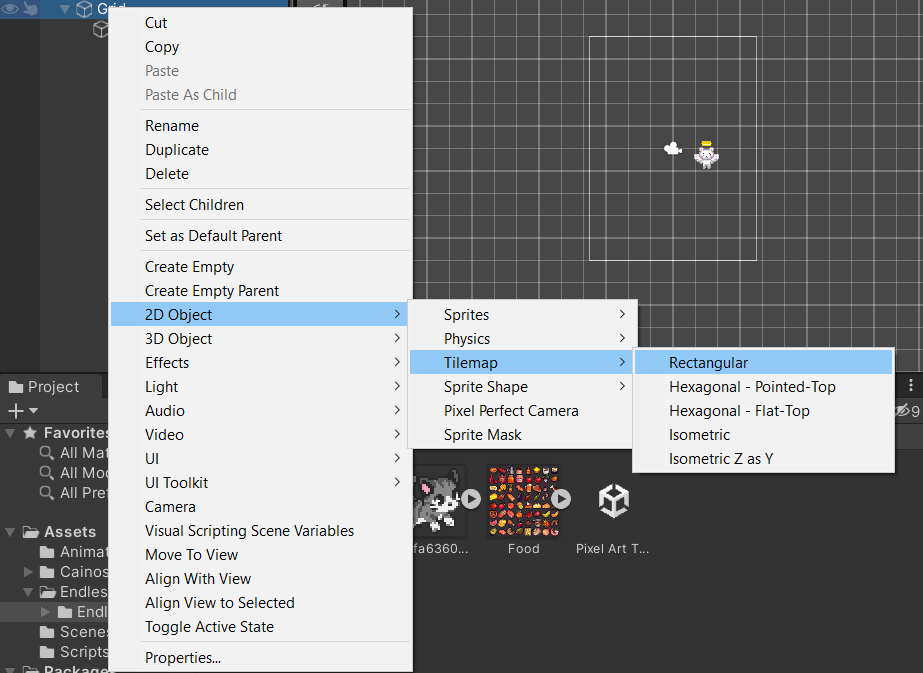 Cut
Copy
Paste
Paste As Child
Rename
Duplicate
Delete
Select Children
Set as Default Parent
Create Empty
Create Empty Parent
2D Object
3D Object
Effects
Light
Audio
Video
UI
UI Toolkit
Camera
Visual Scripting Scene Variables
Move To View
Align With View
Align View to Selected
Toggle Active State
Properties...
Sprites
Physics
Tilemap
Sprite Shape
Pixel Perfect Camera
Sprite Mask
Rectangular
Hexagonal - Pointed-Top
Hexagonal - Flat-Top
Isometric
Isometric Z as Y
Project
9
Favorites
All Mat
All Mod
All Pref
Assets
Animat
Cainos
Endles
Endl
Scenes
Scripts
Packages
fa6360...
Food
Pixel Art T...